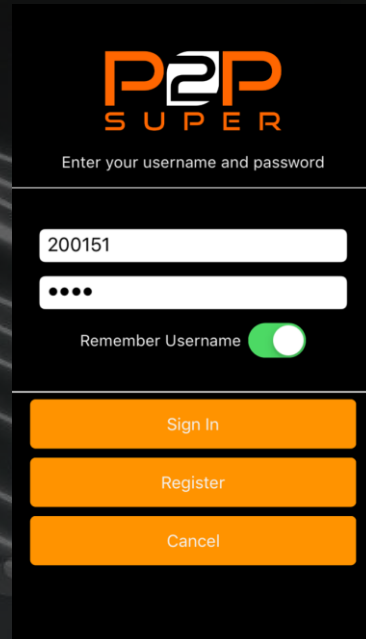 P2P
SUPER
Enter your username and password
200151
••••
Remember Username
Sign In
Register
Cancel